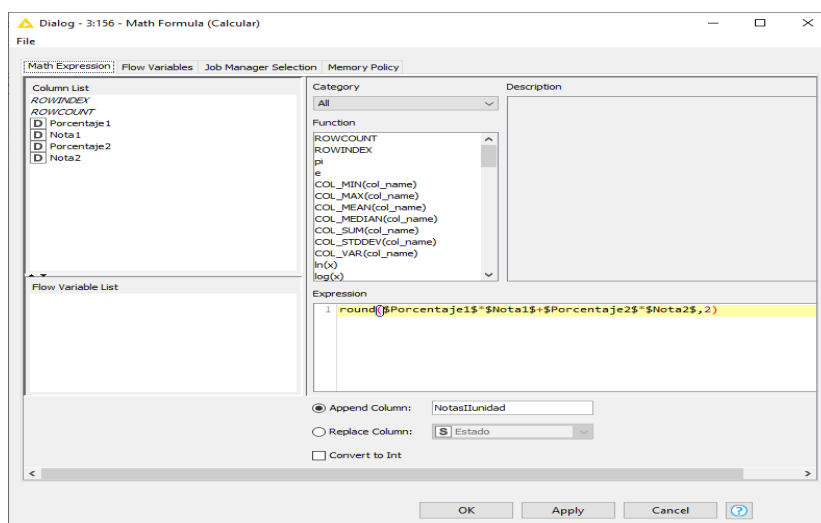 Dialog - 3:156 - Math Formula (Calcular)
File
Math Expression Flow Variables Job Manager Selection Memory Policy
Column List
ROWINDEX
ROWCOUNT
D Porcentaje1
D Nota1
D Porcentaje2
D Nota2
Flow Variable List
Category
All
Function
ROWCOUNT
ROWINDEX
pi
e
COL_MIN(col_name)
COL_MAX(col_name)
COL_MEAN(col_name)
COL_MEDIAN(col_name)
COL_SUM(col_name)
COL_STDDEV(col_name)
COL_VAR(col_name)
ln(x)
log(x)
Description
Expression
1 round($Porcentaje1$*$Nota1$+$Porcentaje2$*$Nota2$,2)
Append Column: NotasIIunidad
Replace Column: S Estado
Convert to Int
OK Apply Cancel ?